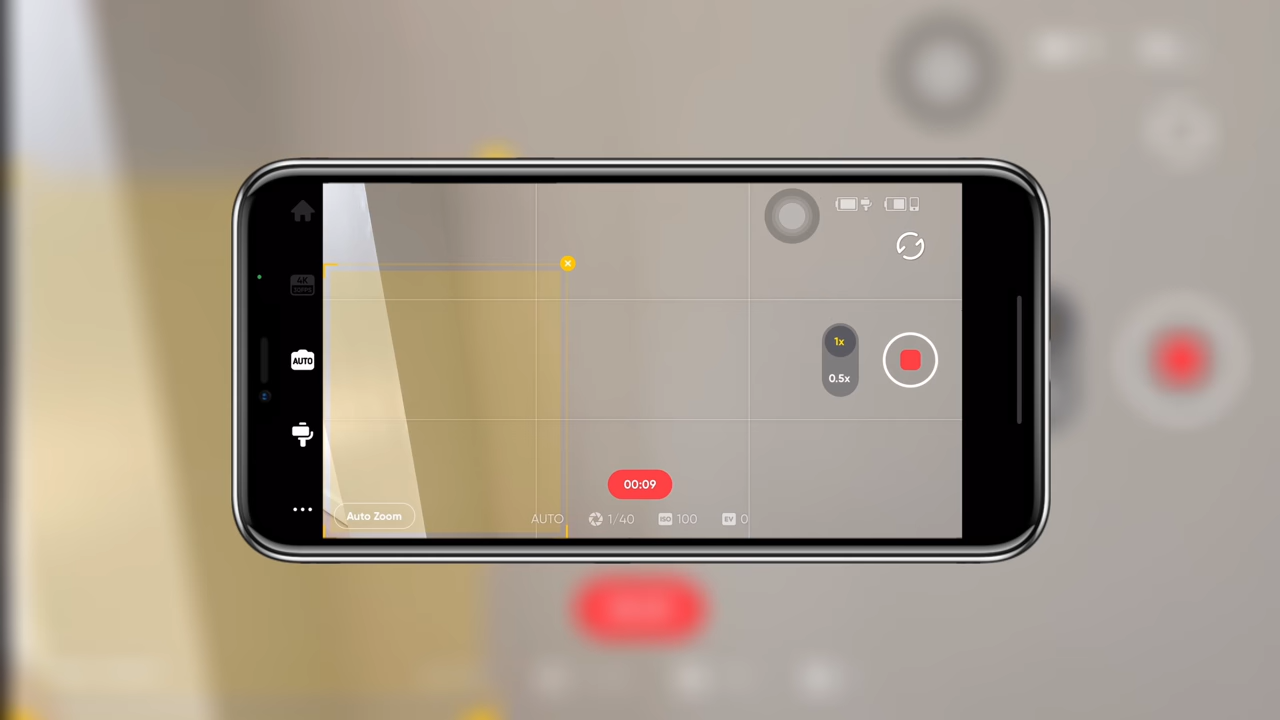 4K
30FPS
AUTO
1x
0.5x
00:09
Auto Zoom
AUTO
1/40
ISO
100
EV
0